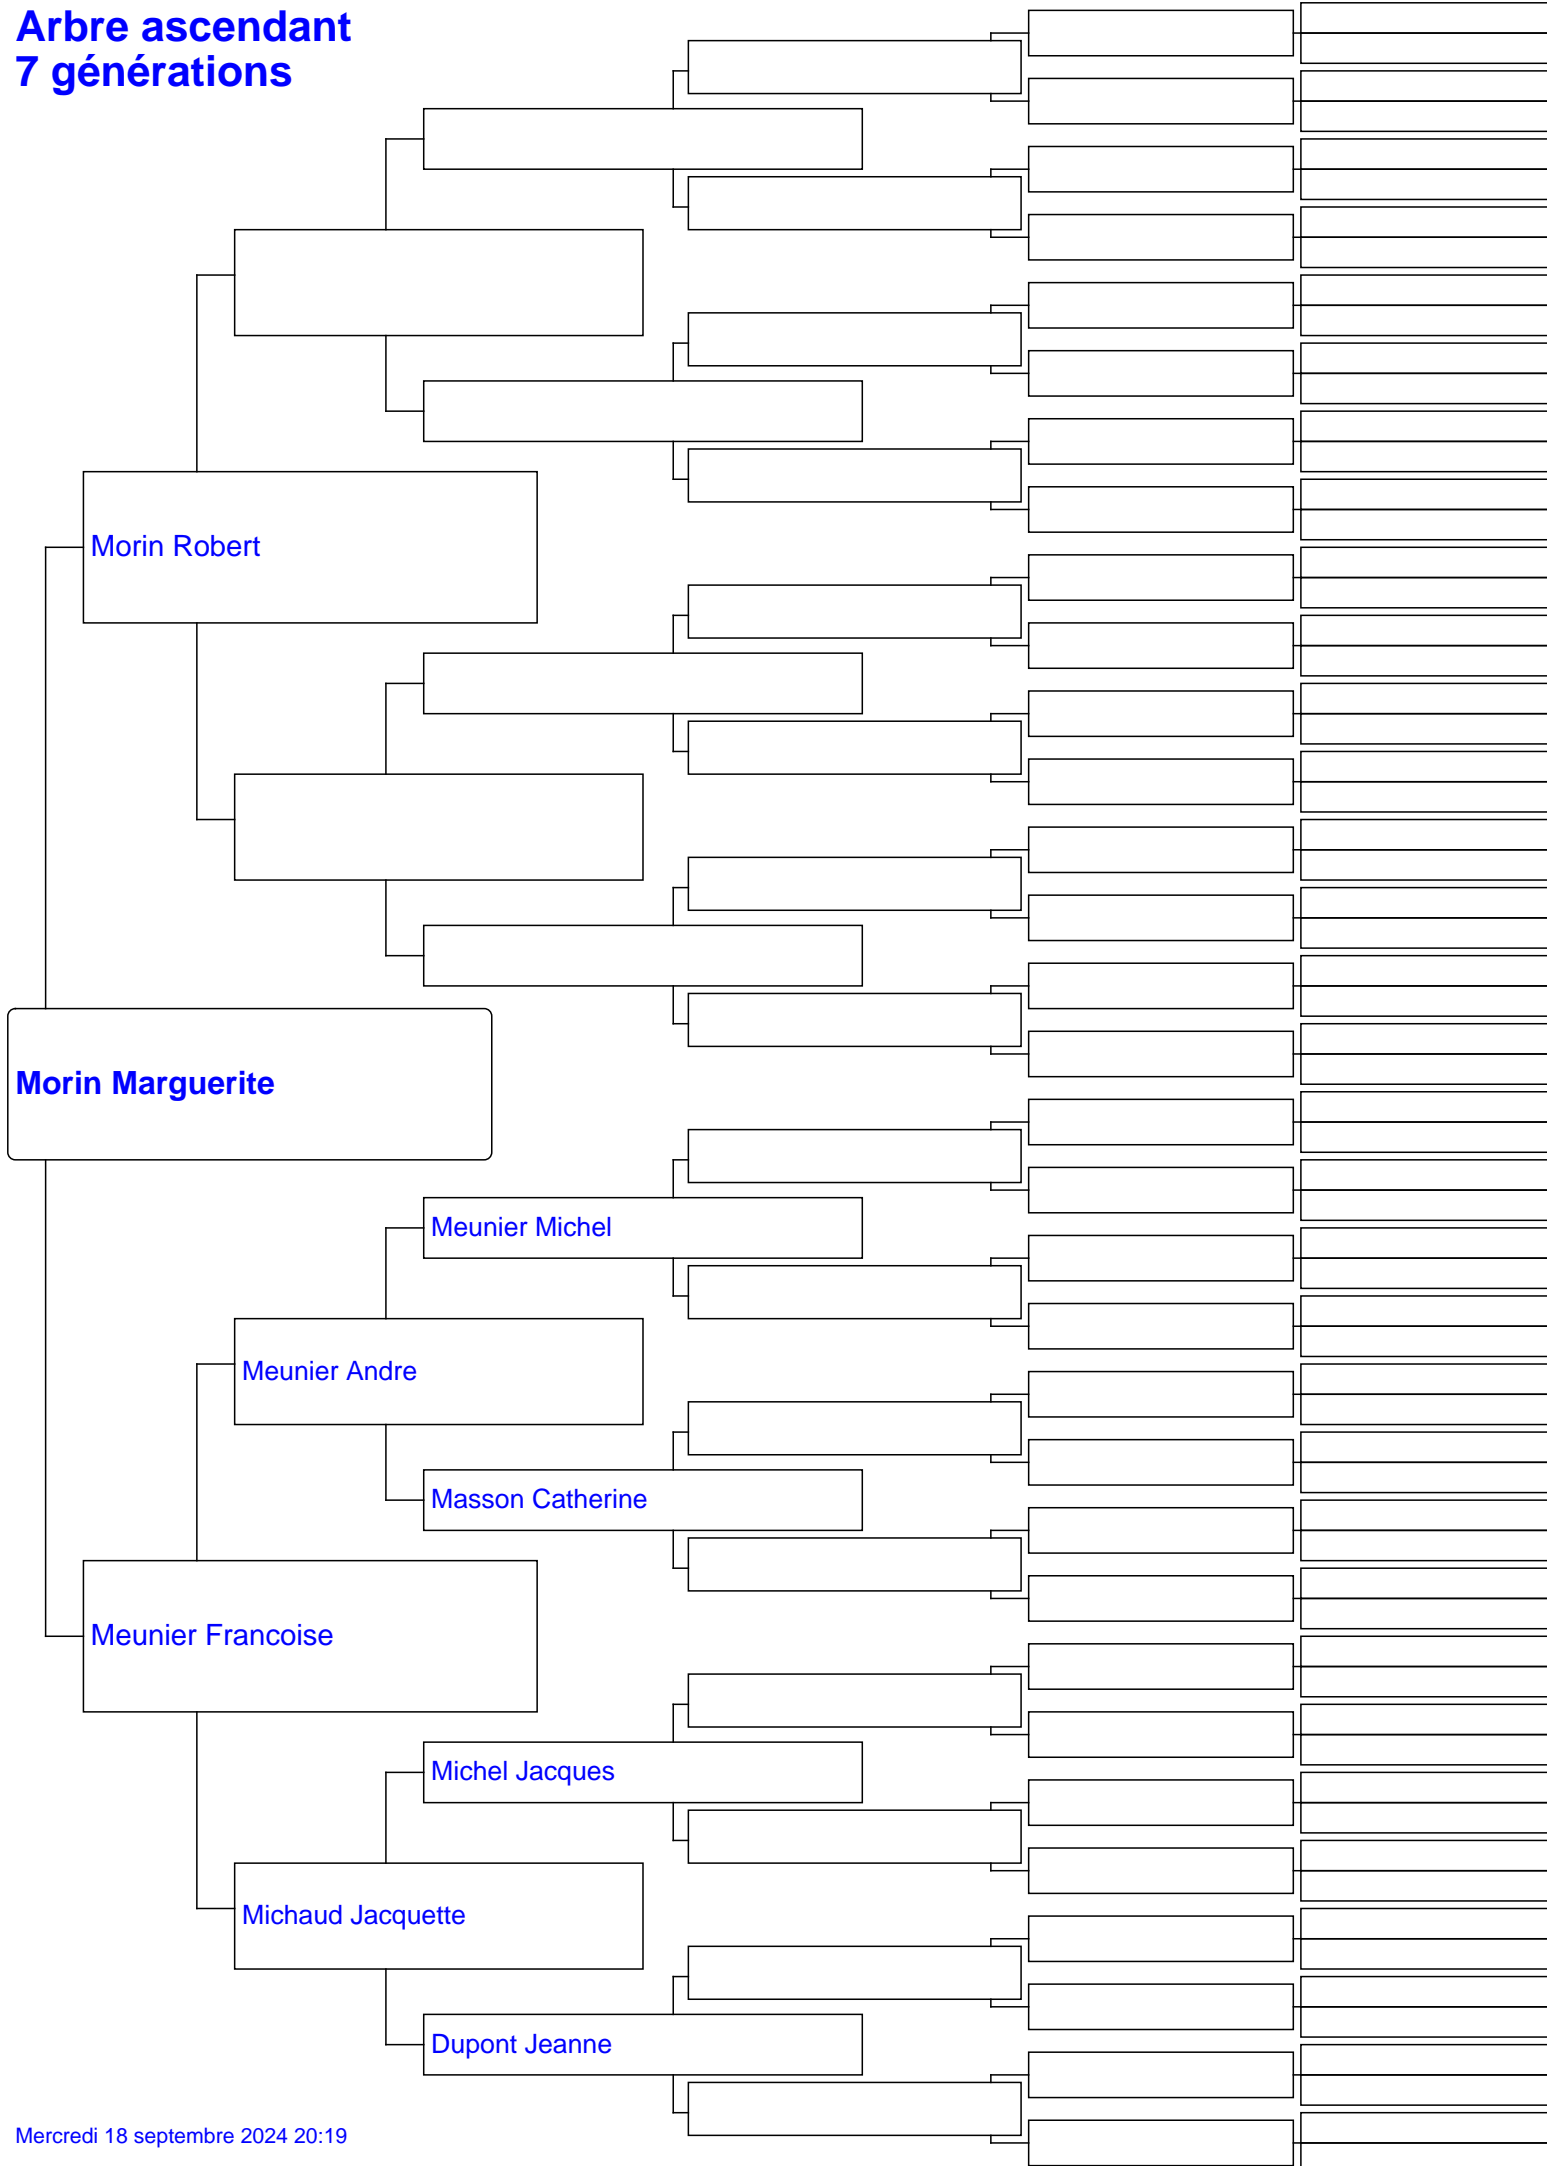 Arbre ascendant
7 générations
Morin Robert
Morin Marguerite
Meunier Michel
Meunier Andre
Masson Catherine
Meunier Francoise
Michel Jacques
Michaud Jacquette
Dupont Jeanne
Mercredi 18 septembre 2024 20:19